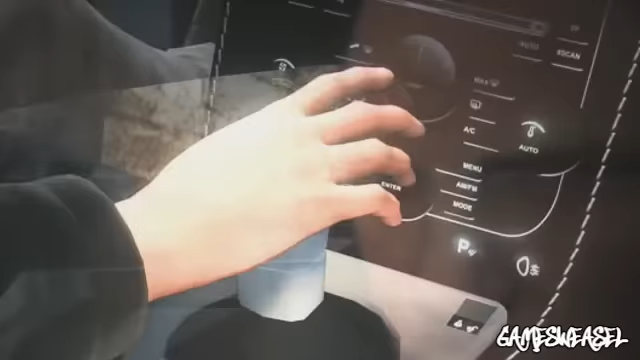 AUTO
SCAN
A/C
AUTO
MENU
AM/FM
ENTER
MODE
P
GAMESWEASEL